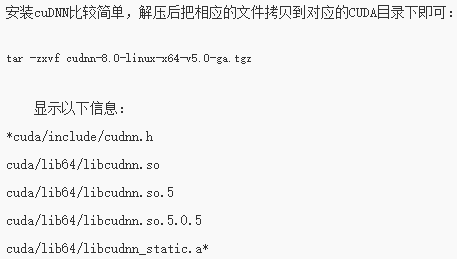 安装cuDNN比较简单，解压后把相应的文件拷贝到对应的CUDA目录下即可：
tar -zxvf cudnn-8.0-linux-x64-v5.0-ga.tgz
显示以下信息：
*cuda/include/cudnn.h
cuda/lib64/libcudnn.so
cuda/lib64/libcudnn.so.5
cuda/lib64/libcudnn.so.5.0.5
cuda/lib64/libcudnn_static.a*